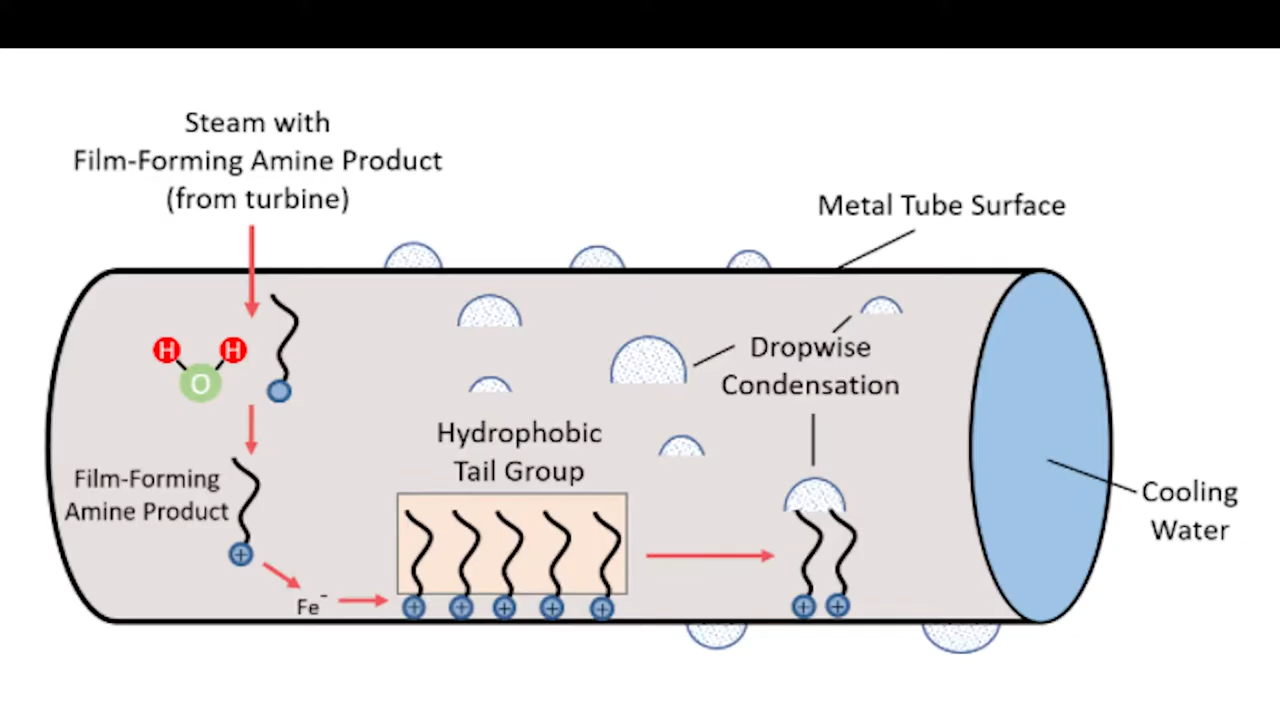 Steam with
Film-Forming Amine Product
(from turbine)
Metal Tube Surface
H H
O
Dropwise
Condensation
Hydrophobic
Tail Group
Film-Forming
Amine Product
+
Fe⁻
+ + + + +
+ +
Cooling
Water